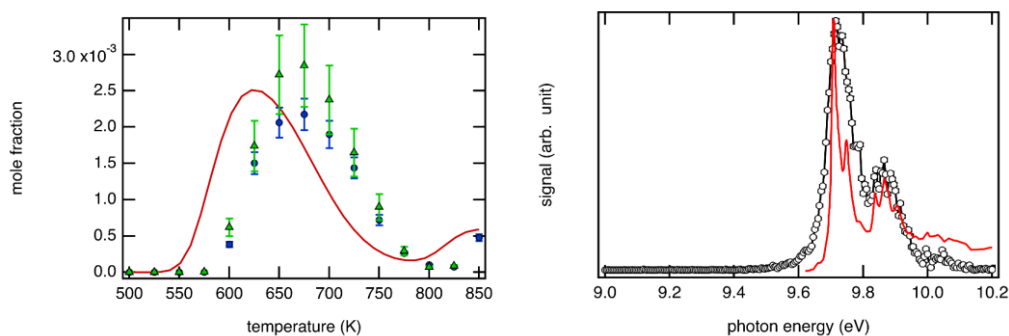 3.0 x10⁻³
2.5
2.0
1.5
1.0
0.5
0.0
mole fraction
500 550 600 650 700 750 800 850
temperature (K)
signal (arb. unit)
9.0 9.2 9.4 9.6 9.8 10.0 10.2
photon energy (eV)